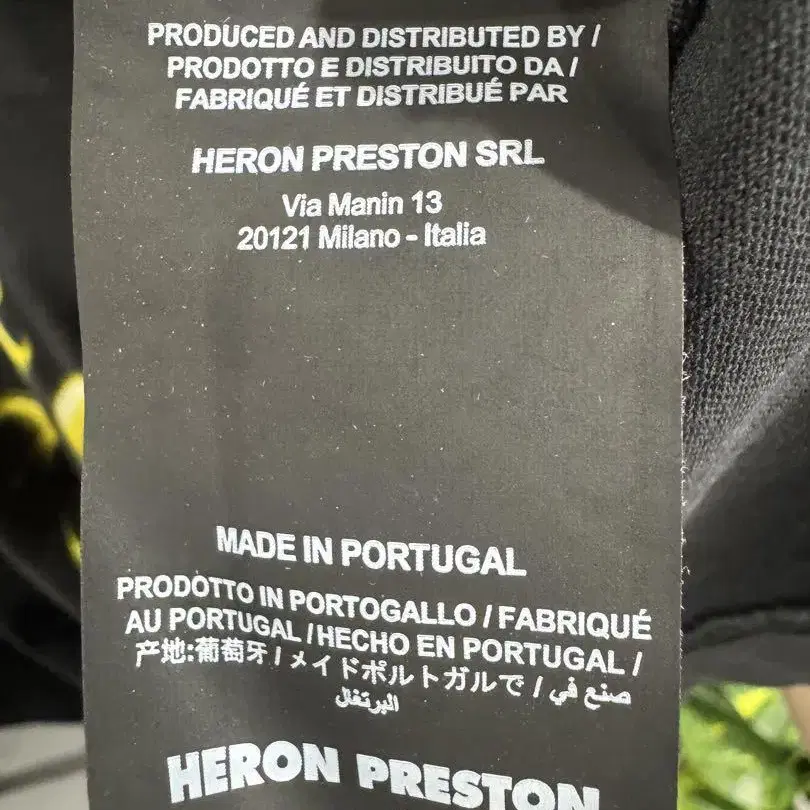 PRODUCED AND DISTRIBUTED BY /
PRODOTTO E DISTRIBUITO DA /
FABRIQUÉ ET DISTRIBUÉ PAR
HERON PRESTON SRL
Via Manin 13
20121 Milano - Italia
MADE IN PORTUGAL
PRODOTTO IN PORTOGALLO / FABRIQUÉ
AU PORTUGAL / HECHO EN PORTUGAL /
产地:葡萄牙 / メイドポルトガルで / صنع في
البرتغال
HERON PRESTON